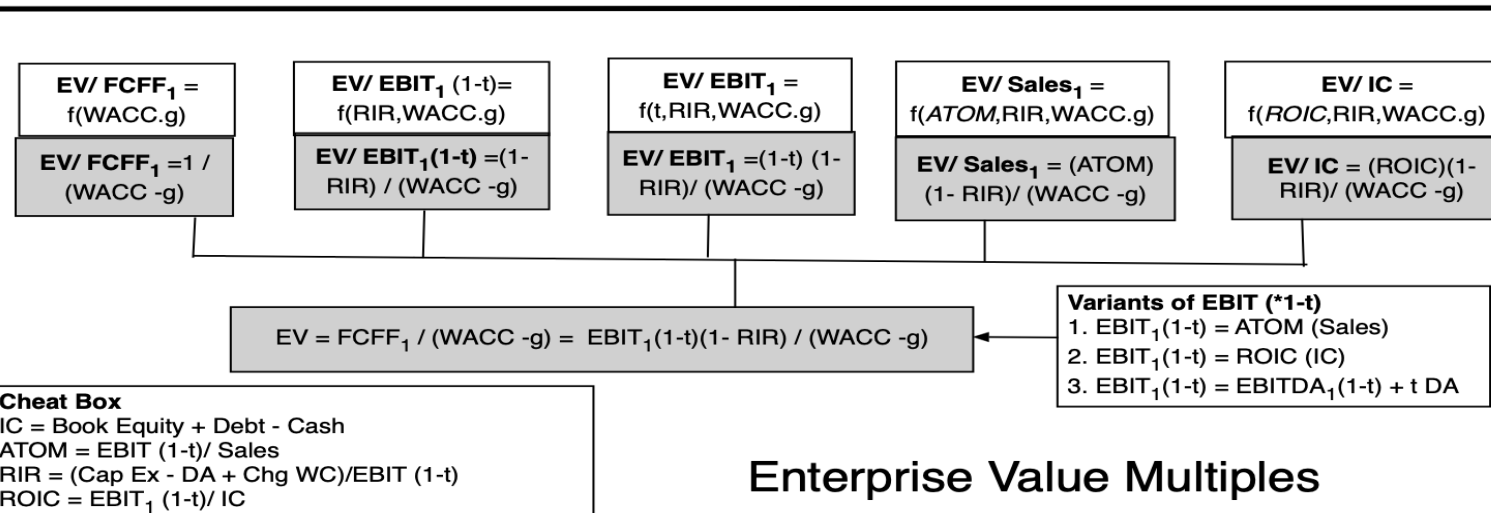 EV/ FCFF₁ =
f(WACC.g)
EV/ FCFF₁ =1 /
(WACC -g)
EV/ EBIT₁ (1-t)=
f(RIR,WACC.g)
EV/ EBIT₁(1-t) =(1-
RIR) / (WACC -g)
EV/ EBIT₁ =
f(t,RIR,WACC.g)
EV/ EBIT₁ =(1-t) (1-
RIR)/ (WACC -g)
EV/ Sales₁ =
f(ATOM,RIR,WACC.g)
EV/ Sales₁ = (ATOM)
(1- RIR)/ (WACC -g)
EV/ IC =
f(ROIC,RIR,WACC.g)
EV/ IC = (ROIC)(1-
RIR)/ (WACC -g)
EV = FCFF₁ / (WACC -g) = EBIT₁(1-t)(1- RIR) / (WACC -g)
Variants of EBIT (*1-t)
1. EBIT₁(1-t) = ATOM (Sales)
2. EBIT₁(1-t) = ROIC (IC)
3. EBIT₁(1-t) = EBITDA₁(1-t) + t DA
Cheat Box
IC = Book Equity + Debt - Cash
ATOM = EBIT (1-t)/ Sales
RIR = (Cap Ex - DA + Chg WC)/EBIT (1-t)
ROIC = EBIT₁ (1-t)/ IC
Enterprise Value Multiples